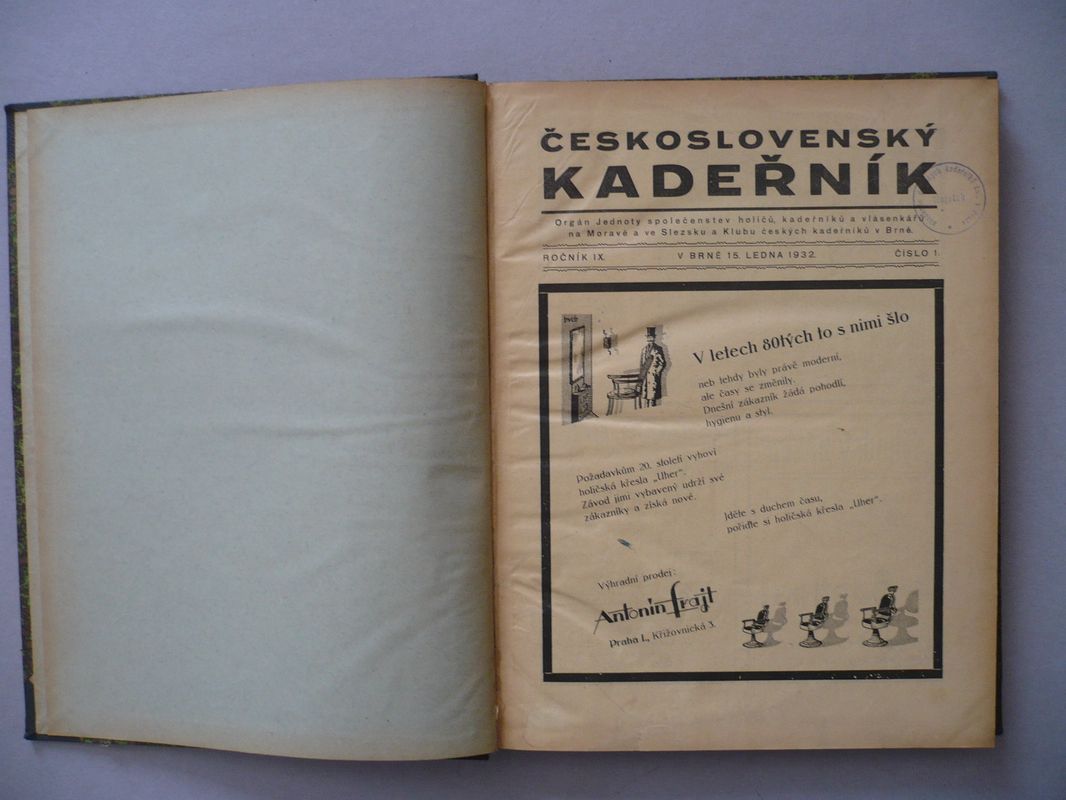 ČESKOSLOVENSKÝ
KADEŘNÍK
Orgán Jednoty společenstev holičů, kadeřníků a vlásenkářů
na Moravě a ve Slezsku a Klubu českých kadeřníků v Brně.
ROČNÍK IX. V BRNĚ 15. LEDNA 1932. ČÍSLO 1.
V letech 80tých to s nimi šlo
neb tehdy byly právě moderní,
ale časy se změnily.
Dnešní zákazník žádá pohodlí,
hygienu a styl.
Požadavkům 20. století vyhoví
holičská křesla „Uher".
Závod jimi vybavený udrží své
zákazníky a získá nové.
Jděte s duchem času,
pořiďte si holičská křesla „Uher".
Výhradní prodej:
Antonín Frajt
Praha I., Křižovnická 3.